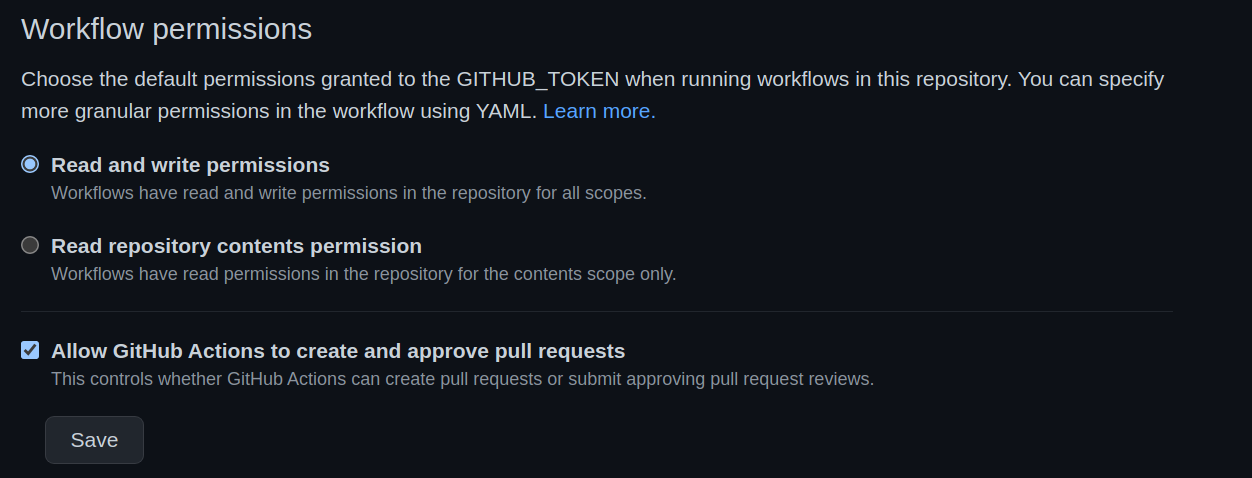 Workflow permissions
Choose the default permissions granted to the GITHUB_TOKEN when running workflows in this repository. You can specify
more granular permissions in the workflow using YAML. Learn more.
Read and write permissions
Workflows have read and write permissions in the repository for all scopes.
Read repository contents permission
Workflows have read permissions in the repository for the contents scope only.
Allow GitHub Actions to create and approve pull requests
This controls whether GitHub Actions can create pull requests or submit approving pull request reviews.
Save